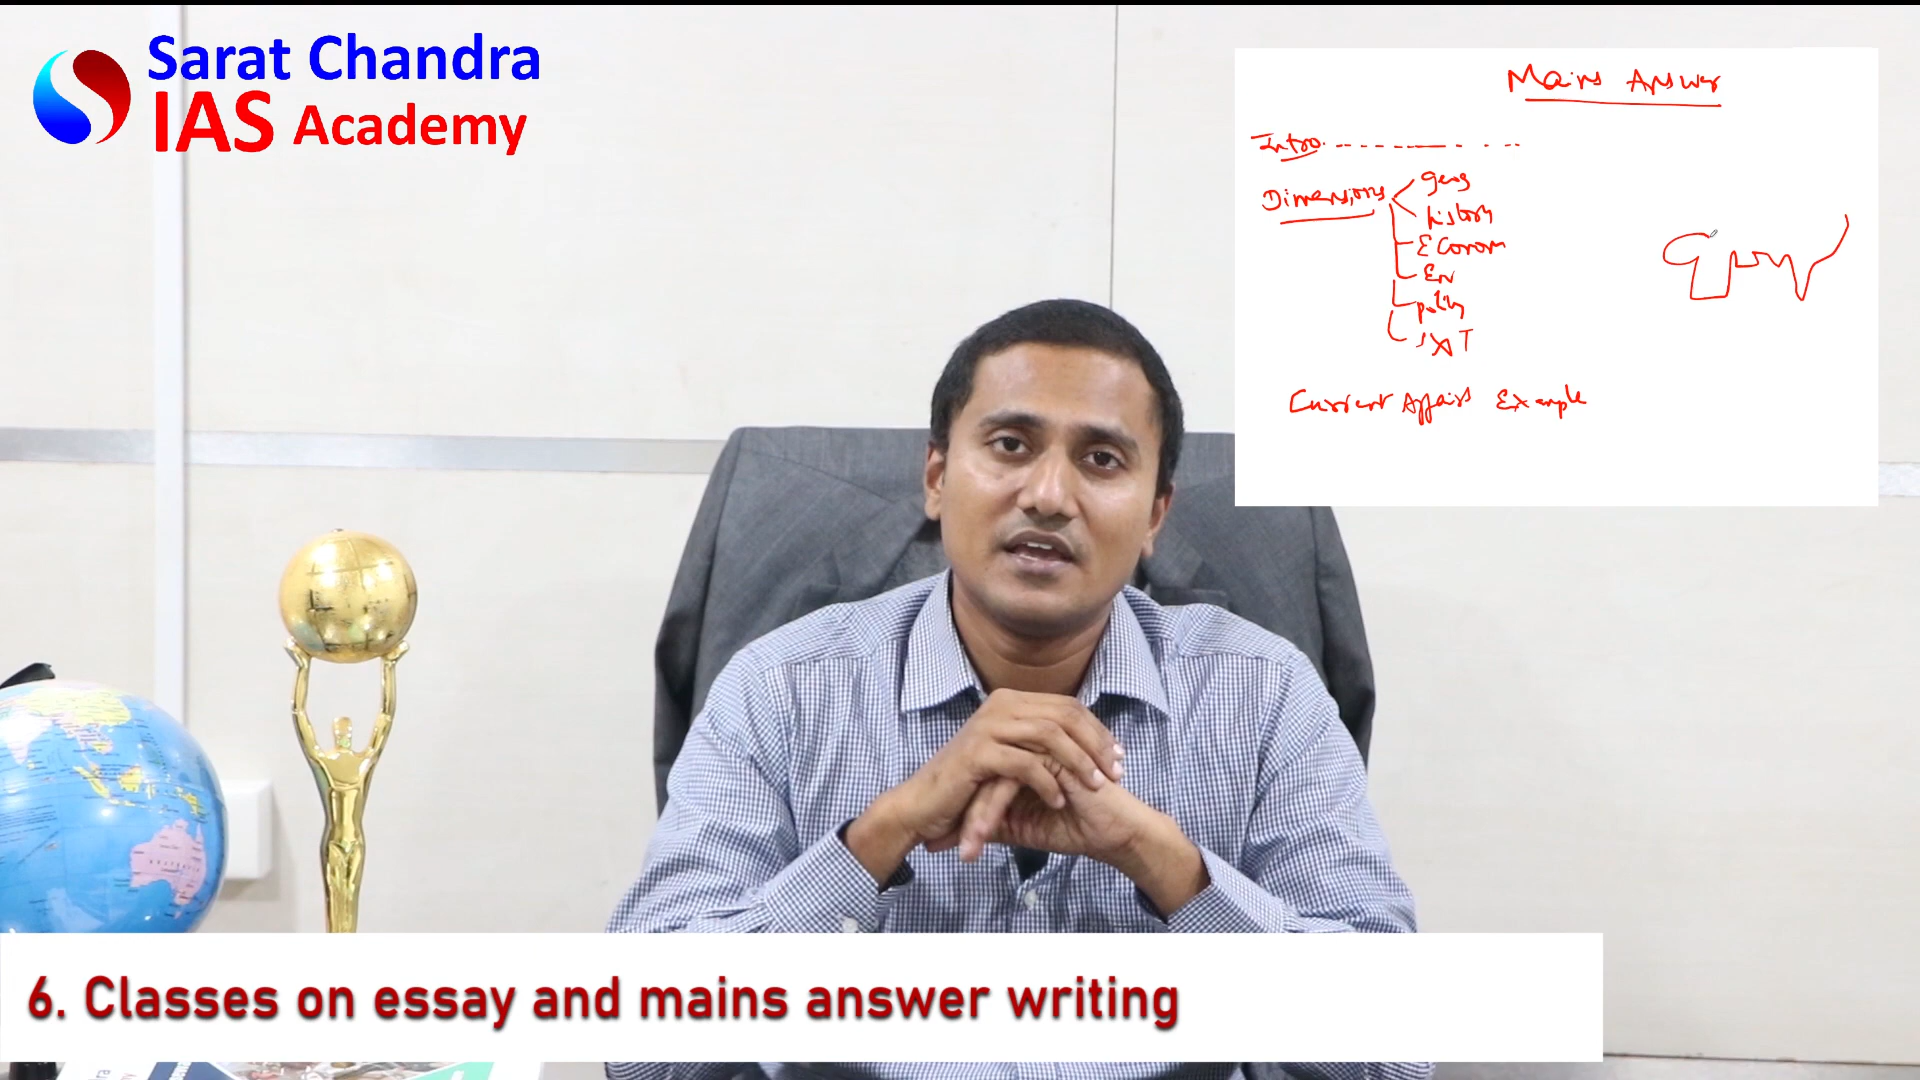 Sarat Chandra
IAS Academy
Mains Answer
Intro.
Dimensions
geog
history
Econom
En
polity
S&T
Current Affairs Example
6. Classes on essay and mains answer writing